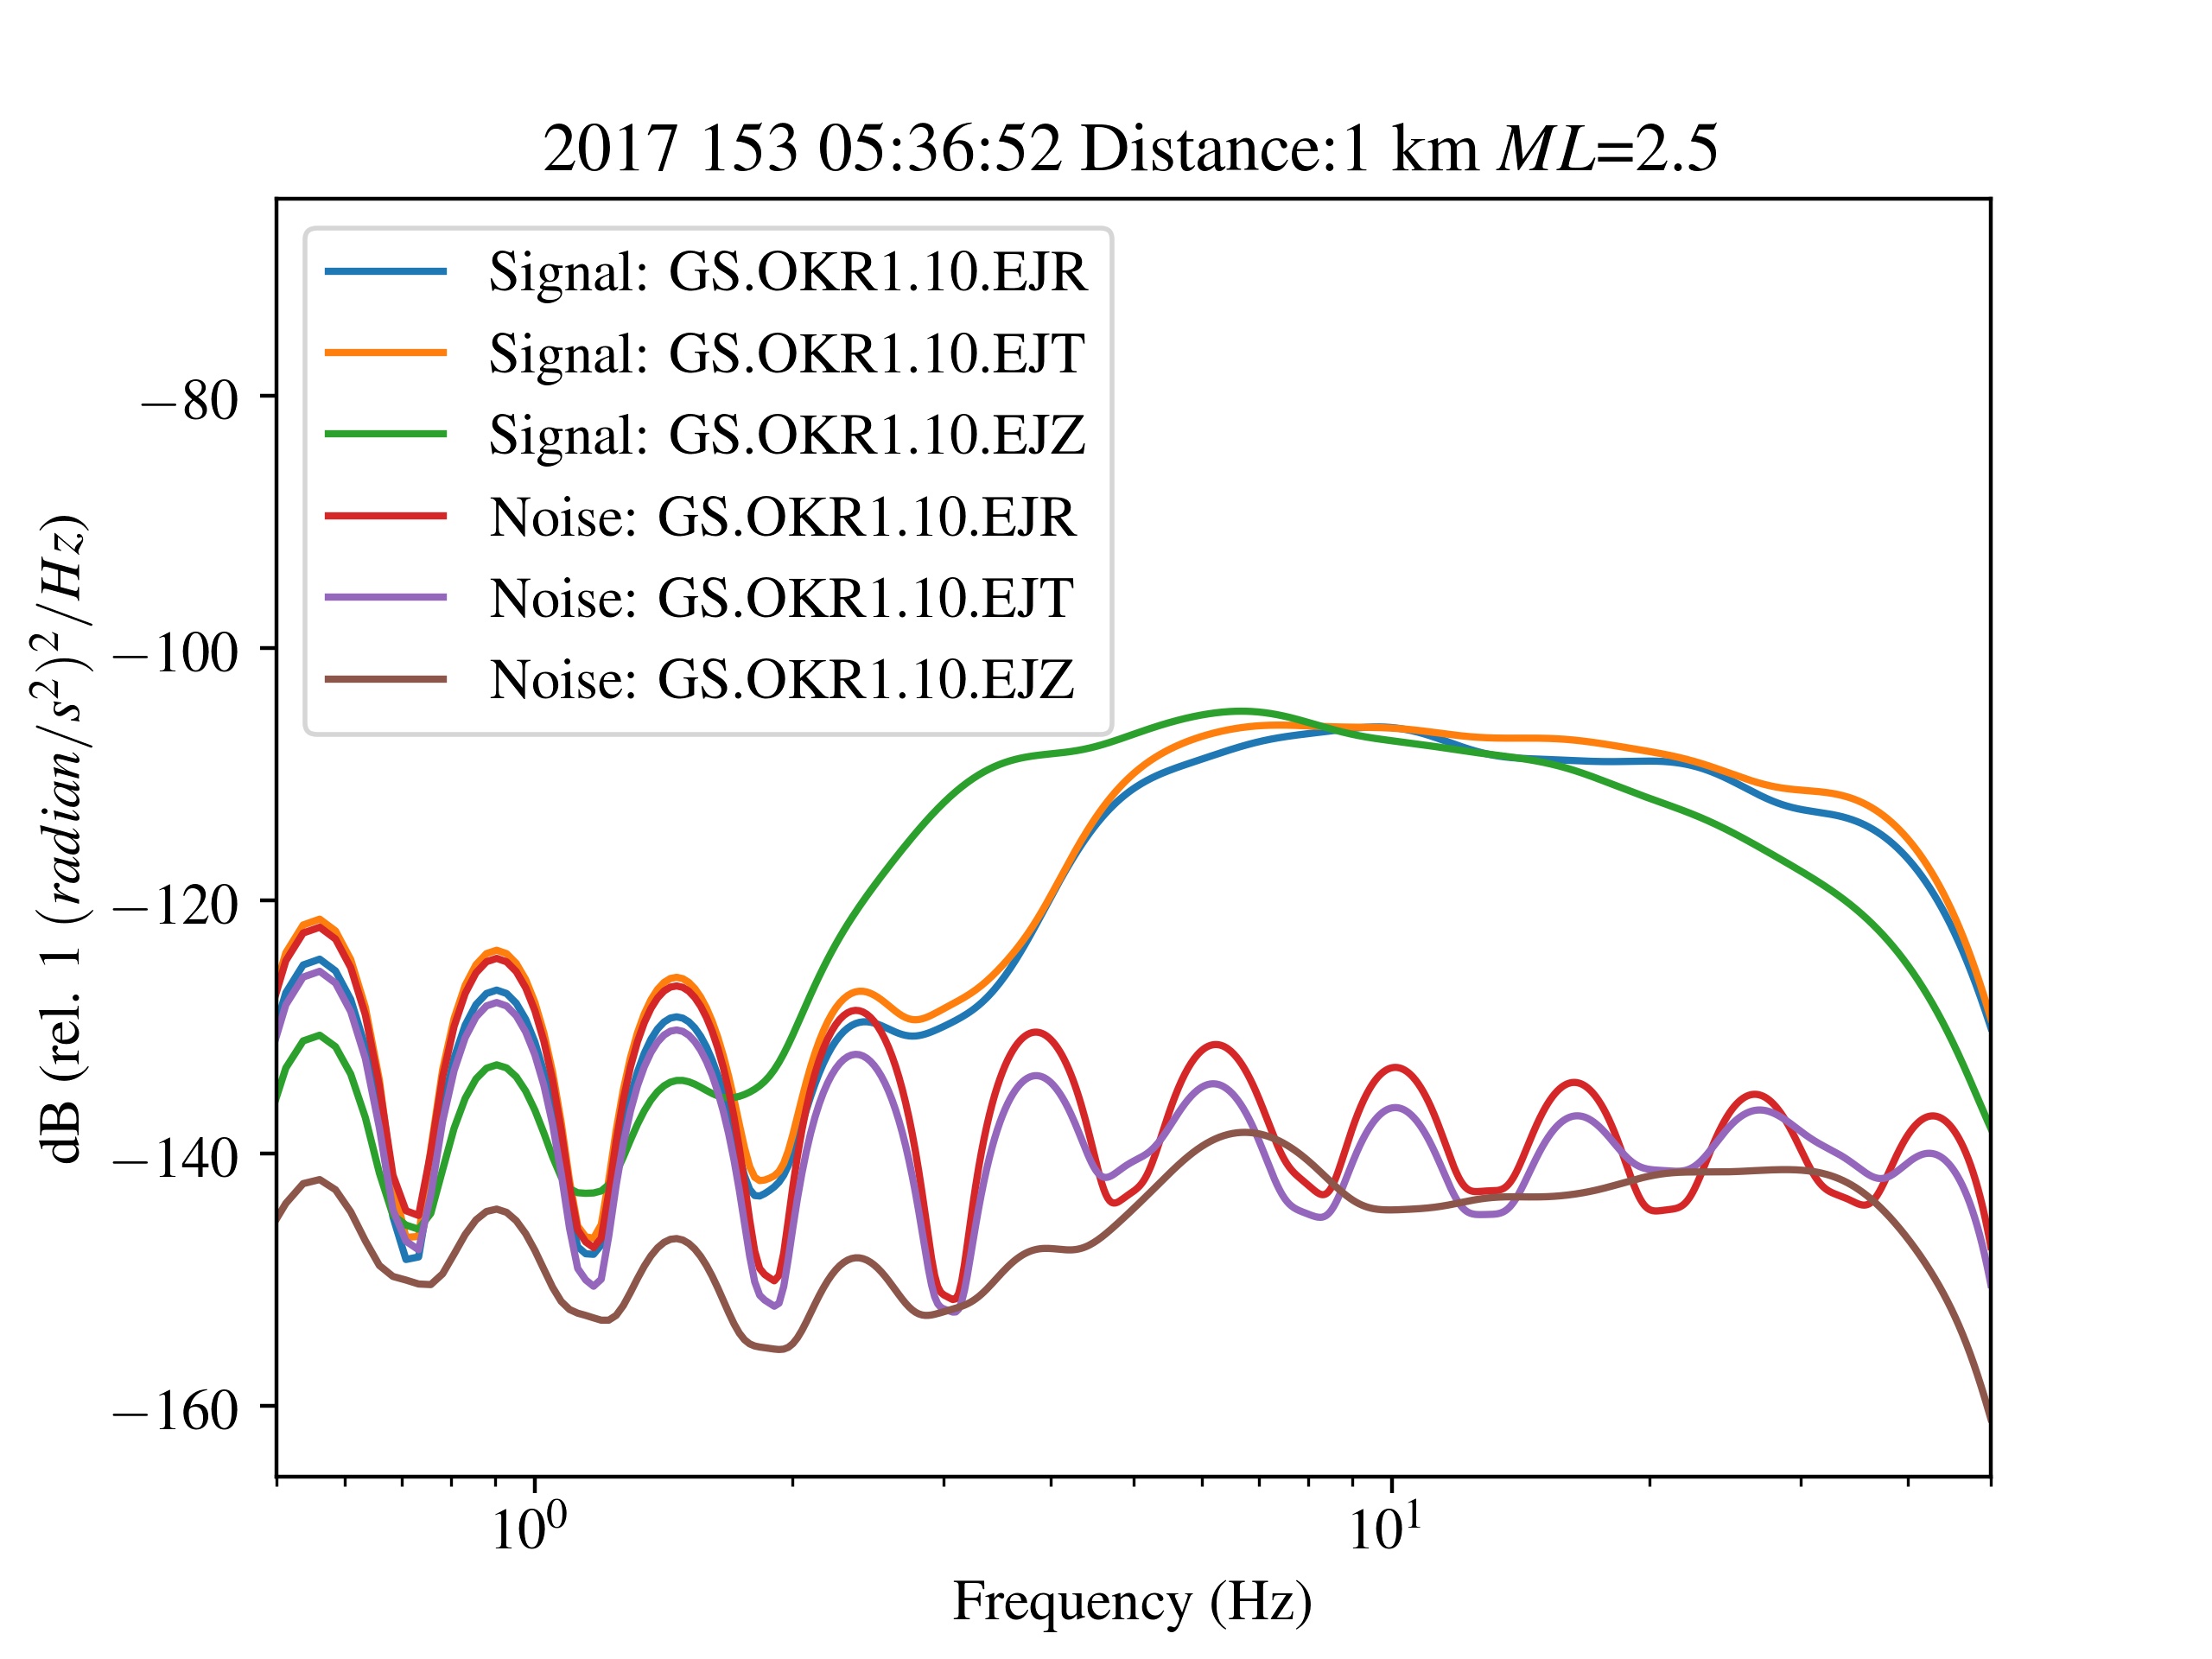 2017 153 05:36:52 Distance:1 km ML=2.5
Signal: GS.OKR1.10.EJR
Signal: GS.OKR1.10.EJT
Signal: GS.OKR1.10.EJZ
Noise: GS.OKR1.10.EJR
Noise: GS.OKR1.10.EJT
Noise: GS.OKR1.10.EJZ
dB (rel. 1 (radian/s²)²/Hz)
−80
−100
−120
−140
−160
10⁰
10¹
Frequency (Hz)